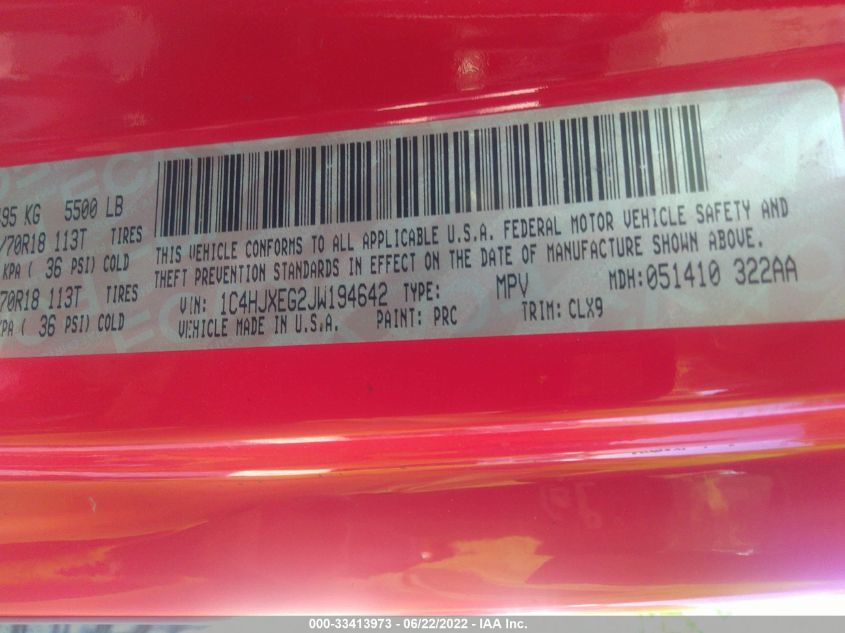 95 KG 5500 LB
/70R18 113T TIRES
KPA ( 36 PSI) COLD
70R18 113T TIRES
KPA ( 36 PSI) COLD
THIS VEHICLE CONFORMS TO ALL APPLICABLE U.S.A. FEDERAL MOTOR VEHICLE SAFETY AND
THEFT PREVENTION STANDARDS IN EFFECT ON THE DATE OF MANUFACTURE SHOWN ABOVE.
VIN: 1C4HJXEG2JW194642 TYPE: MPV MDH:051410 322AA
VEHICLE MADE IN U.S.A. PAINT: PRC TRIM: CLX9
000-33413973 - 06/22/2022 - IAA Inc.